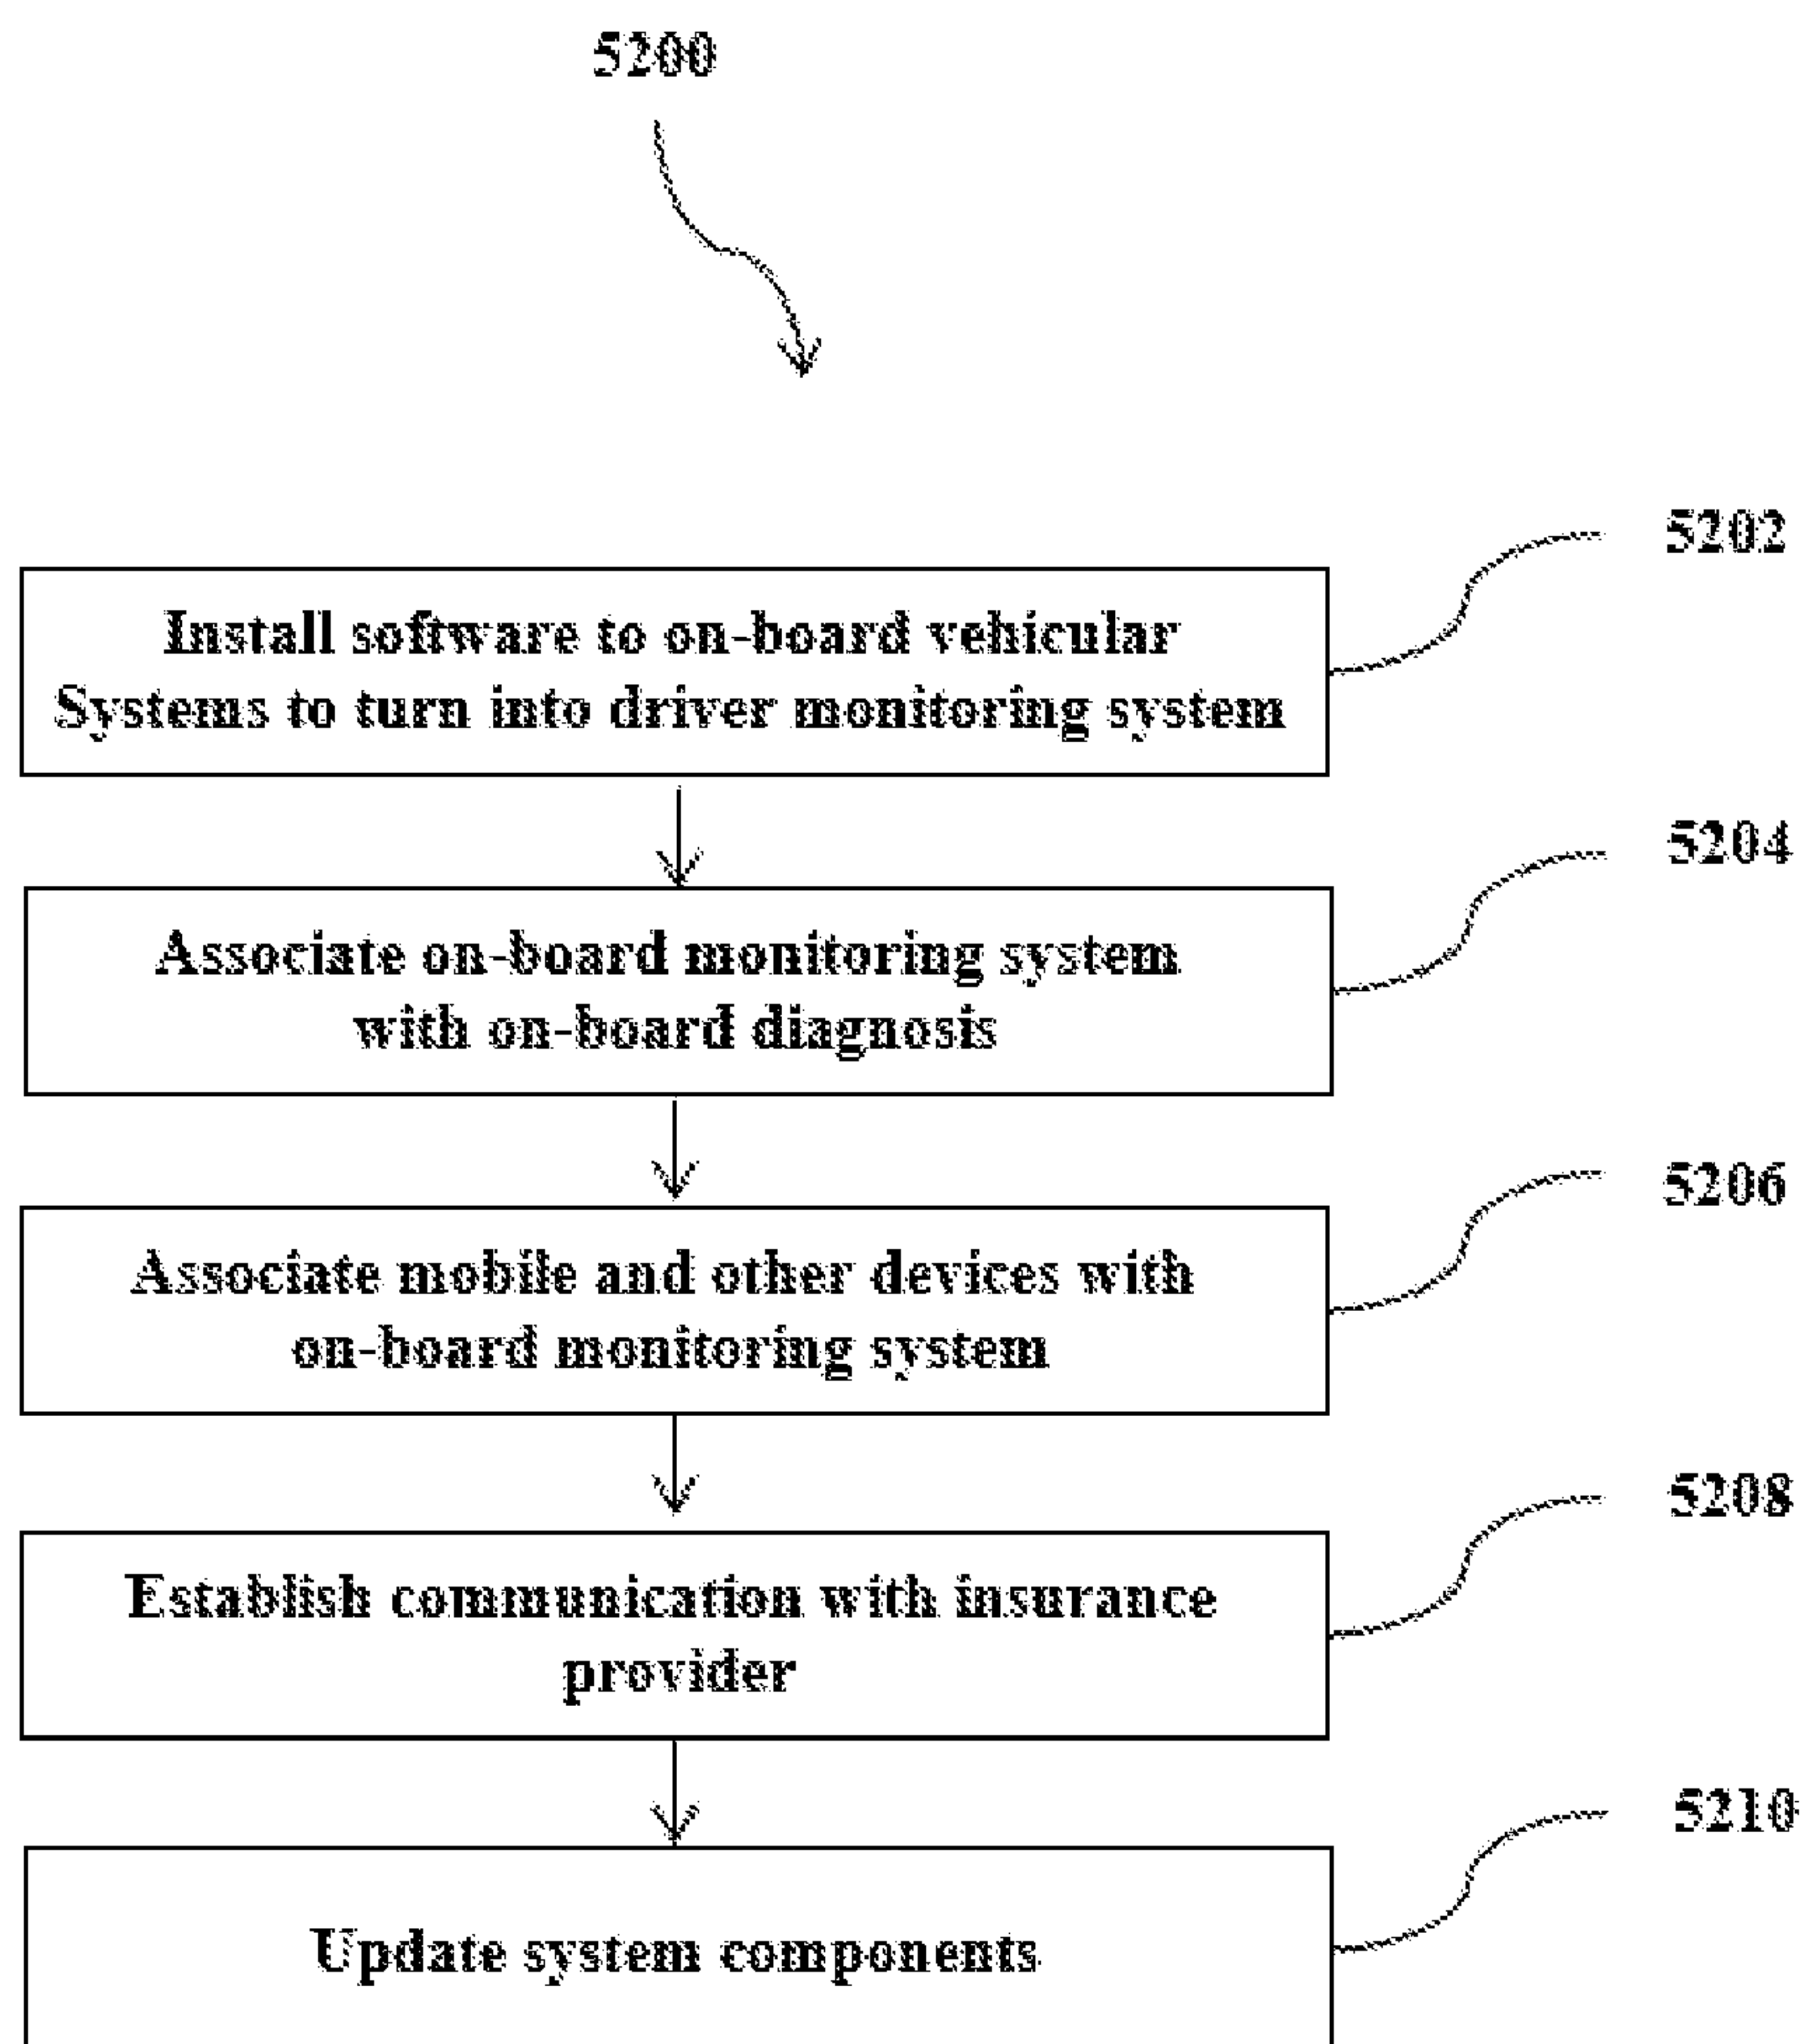 5200
5202
Install software to on-board vehicular
Systems to turn into driver monitoring system
5204
Associate on-board monitoring system
with on-board diagnosis
5206
Associate mobile and other devices with
on-board monitoring system
5208
Establish communication with insurance
provider
5210
Update system components